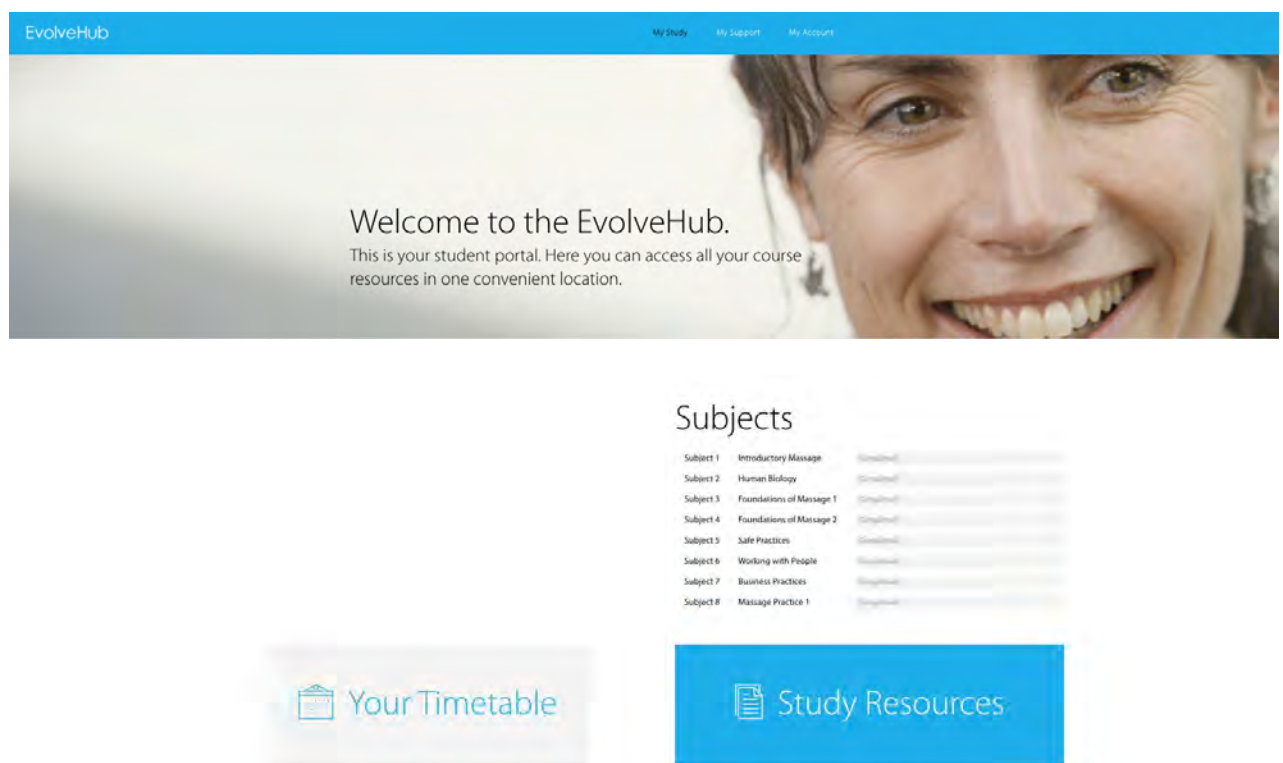 EvolveHub
My Study My Support My Account
Welcome to the EvolveHub.
This is your student portal. Here you can access all your course
resources in one convenient location.
Subjects
Subject 1 Introductory Massage
Subject 2 Human Biology
Subject 3 Foundations of Massage 1
Subject 4 Foundations of Massage 2
Subject 5 Safe Practices
Subject 6 Working with People
Subject 7 Business Practices
Subject 8 Massage Practice 1
Your Timetable
Study Resources